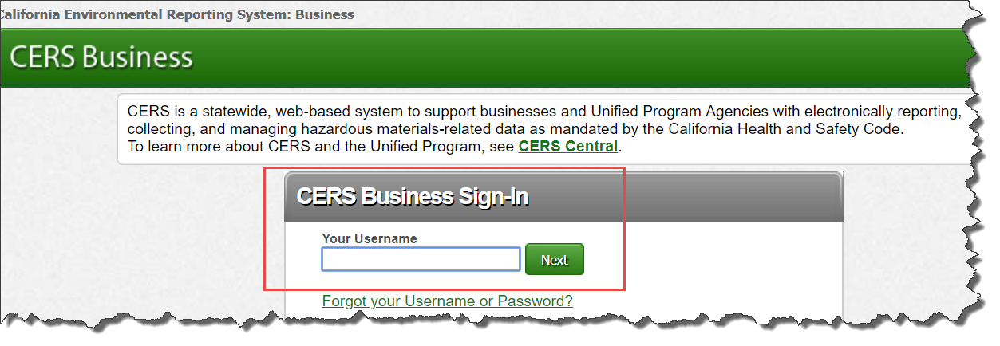 California Environmental Reporting System: Business
CERS Business
CERS is a statewide, web-based system to support businesses and Unified Program Agencies with electronically reporting,
collecting, and managing hazardous materials-related data as mandated by the California Health and Safety Code.
To learn more about CERS and the Unified Program, see CERS Central.
CERS Business Sign-In
Your Username
Next
Forgot your Username or Password?